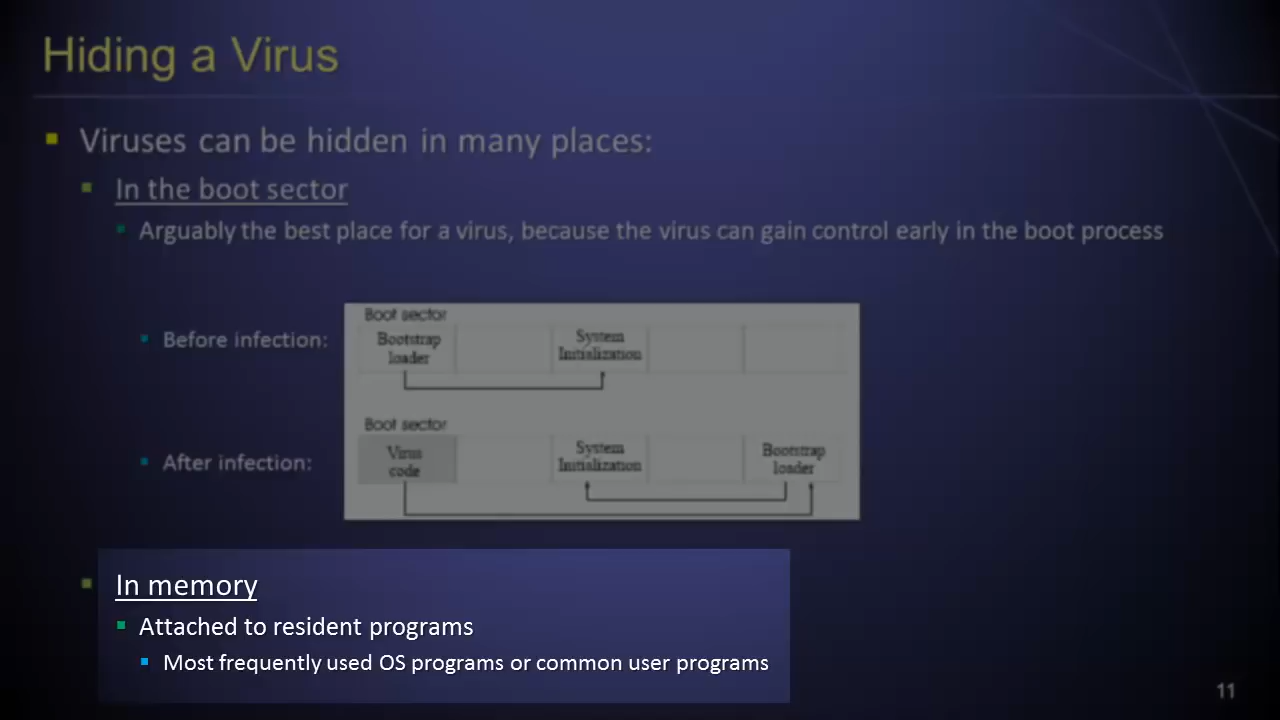 Hiding a Virus
Viruses can be hidden in many places:
In the boot sector
Arguably the best place for a virus, because the virus can gain control early in the boot process
Before infection:
Boot sector
Bootstrap
loader
System
Initialization
After infection:
Boot sector
Virus
code
System
Initialization
Bootstrap
loader
In memory
Attached to resident programs
Most frequently used OS programs or common user programs
11